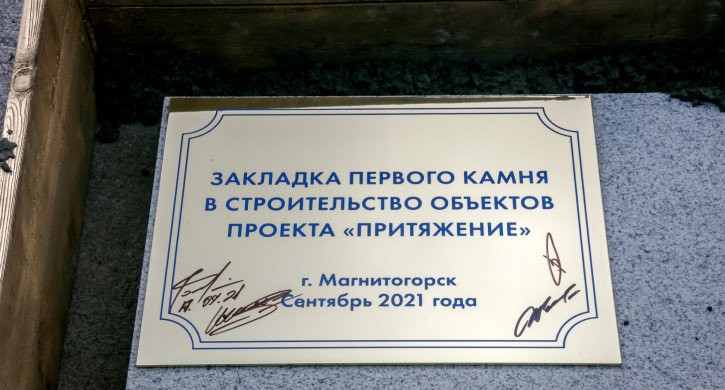 ЗАКЛАДКА ПЕРВОГО КАМНЯ
В СТРОИТЕЛЬСТВО ОБЪЕКТОВ
ПРОЕКТА «ПРИТЯЖЕНИЕ»
г. Магнитогорск
Сентябрь 2021 года